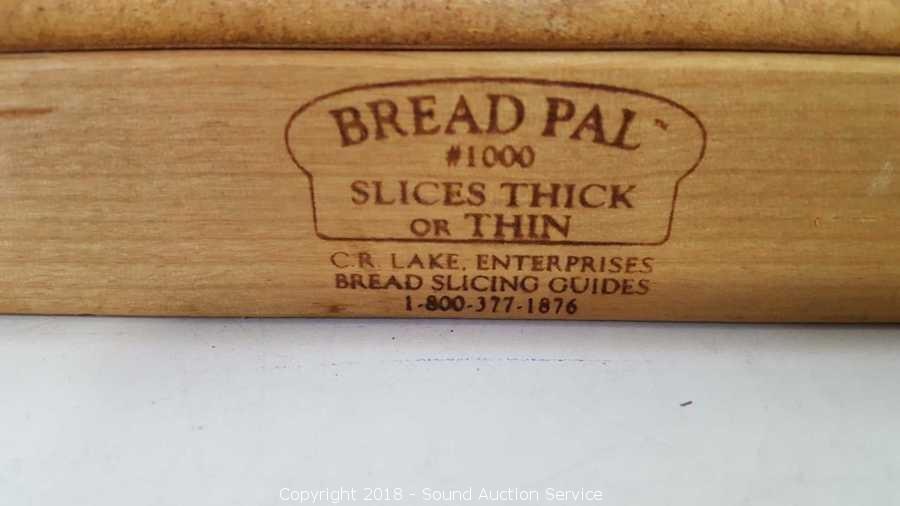 BREAD PAL™
#1000
SLICES THICK
OR THIN
C.R. LAKE, ENTERPRISES
BREAD SLICING GUIDES
1-800-377-1876
Copyright 2018 - Sound Auction Service